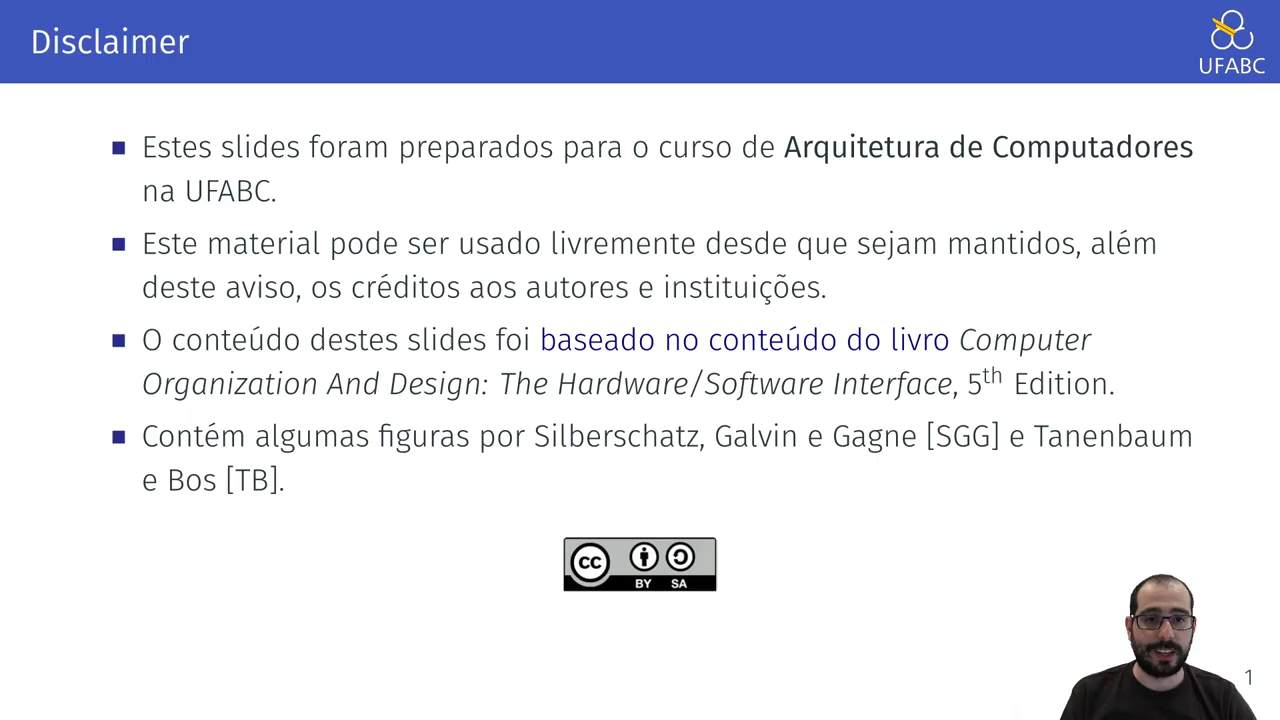 Disclaimer
UFABC
■ Estes slides foram preparados para o curso de Arquitetura de Computadores
na UFABC.
■ Este material pode ser usado livremente desde que sejam mantidos, além
deste aviso, os créditos aos autores e instituições.
■ O conteúdo destes slides foi baseado no conteúdo do livro Computer
Organization And Design: The Hardware/Software Interface, 5th Edition.
■ Contém algumas figuras por Silberschatz, Galvin e Gagne [SGG] e Tanenbaum
e Bos [TB].
cc BY SA
1